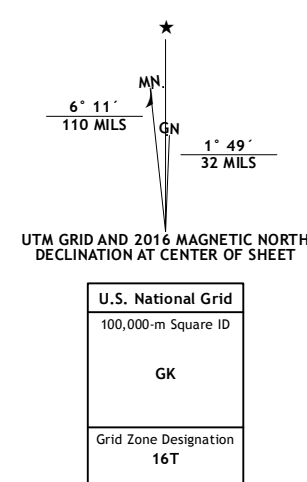 MN.
6° 11´
110 MILS
GN
1° 49´
32 MILS
UTM GRID AND 2016 MAGNETIC NORTH
DECLINATION AT CENTER OF SHEET
U.S. National Grid
100,000-m Square ID
GK
Grid Zone Designation
16T